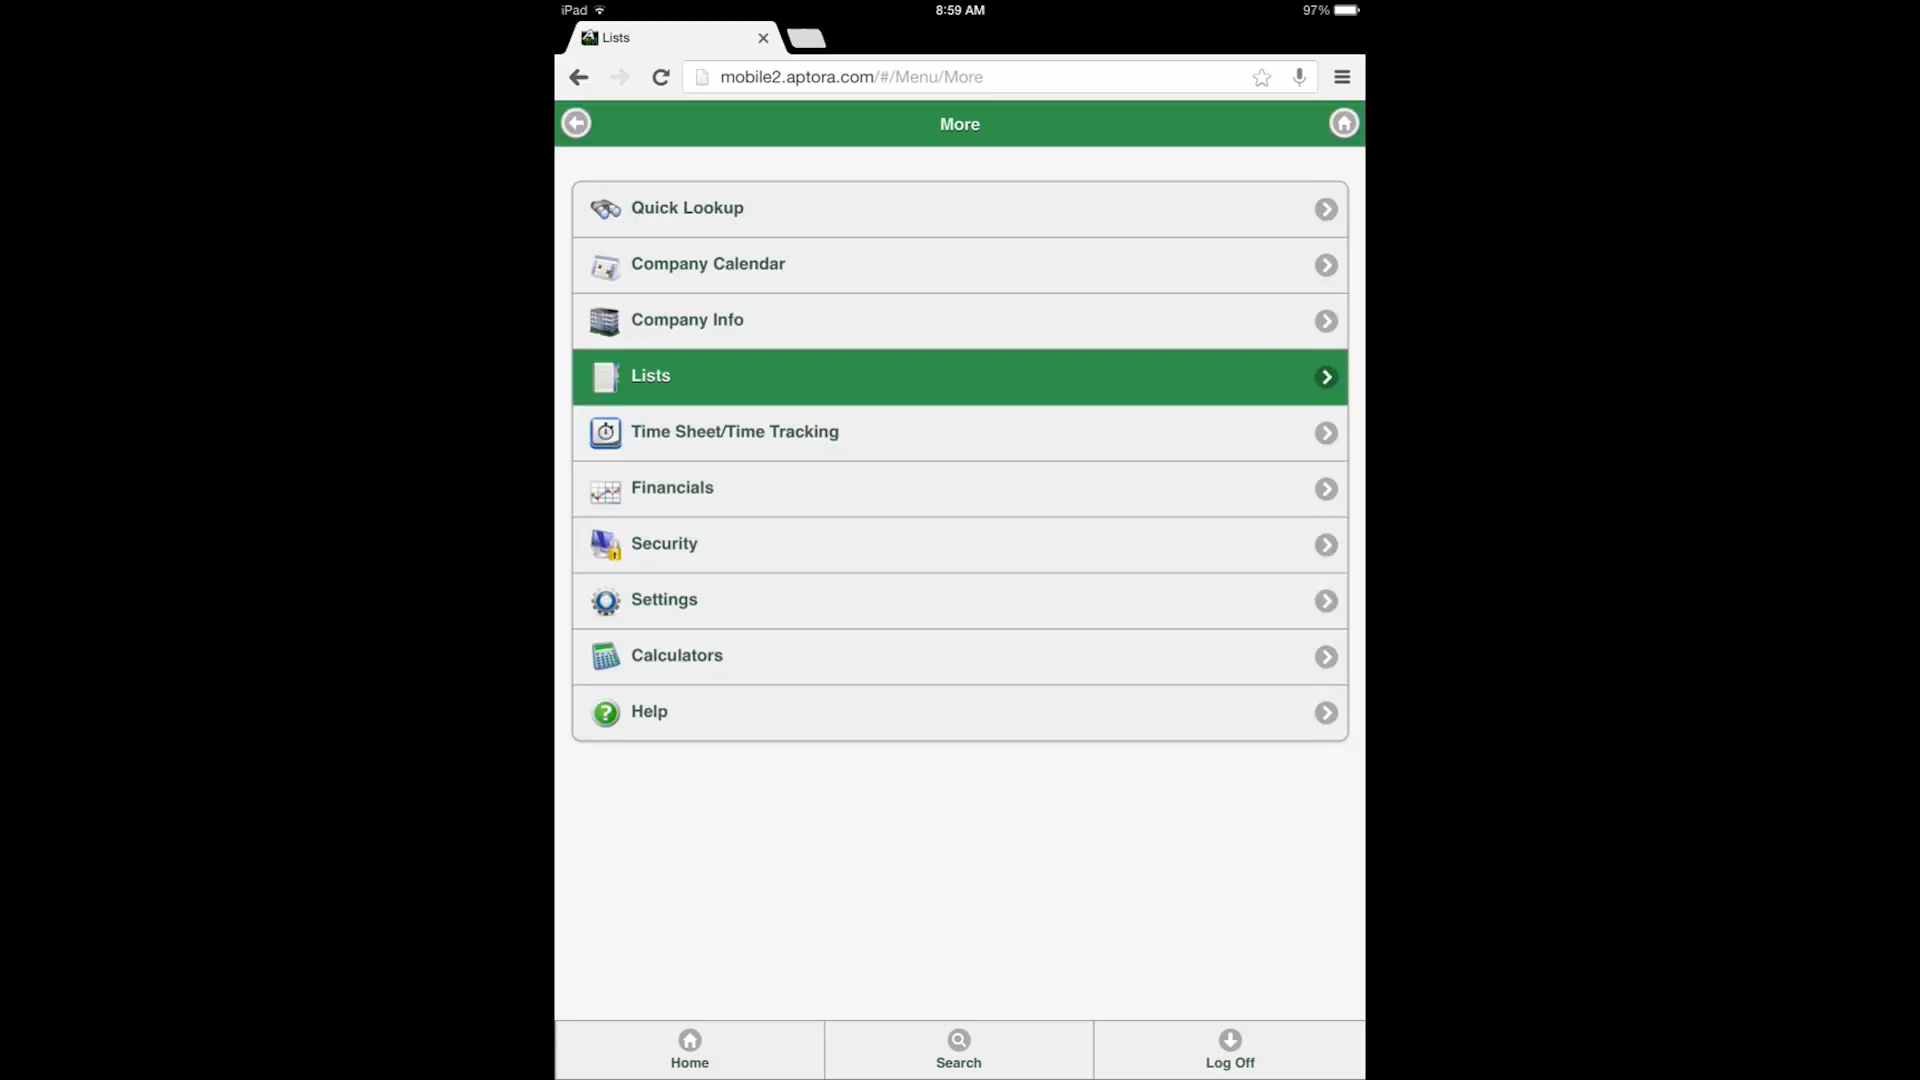 iPad 8:59 AM 97%
Lists
mobile2.aptora.com/#/Menu/More
More
Quick Lookup
Company Calendar
Company Info
Lists
Time Sheet/Time Tracking
Financials
Security
Settings
Calculators
Help
Home Search Log Off